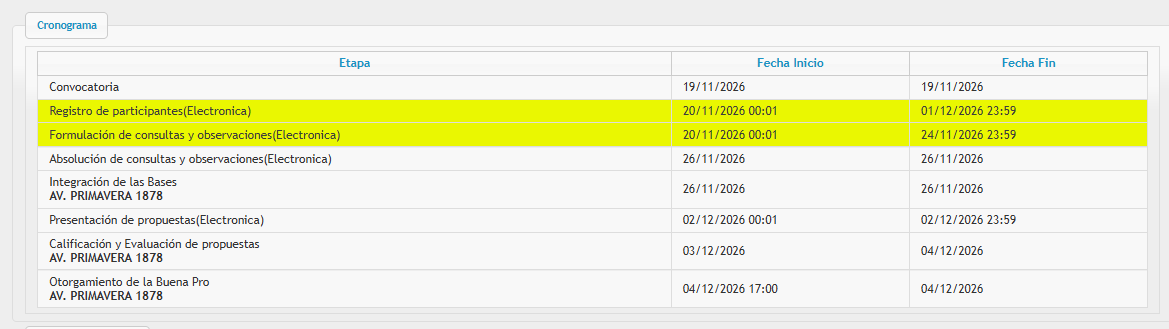 Cronograma
Etapa Fecha Inicio Fecha Fin
Convocatoria 19/11/2026 19/11/2026
Registro de participantes(Electronica) 20/11/2026 00:01 01/12/2026 23:59
Formulación de consultas y observaciones(Electronica) 20/11/2026 00:01 24/11/2026 23:59
Absolución de consultas y observaciones(Electronica) 26/11/2026 26/11/2026
Integración de las Bases
AV. PRIMAVERA 1878 26/11/2026 26/11/2026
Presentación de propuestas(Electronica) 02/12/2026 00:01 02/12/2026 23:59
Calificación y Evaluación de propuestas
AV. PRIMAVERA 1878 03/12/2026 04/12/2026
Otorgamiento de la Buena Pro
AV. PRIMAVERA 1878 04/12/2026 17:00 04/12/2026